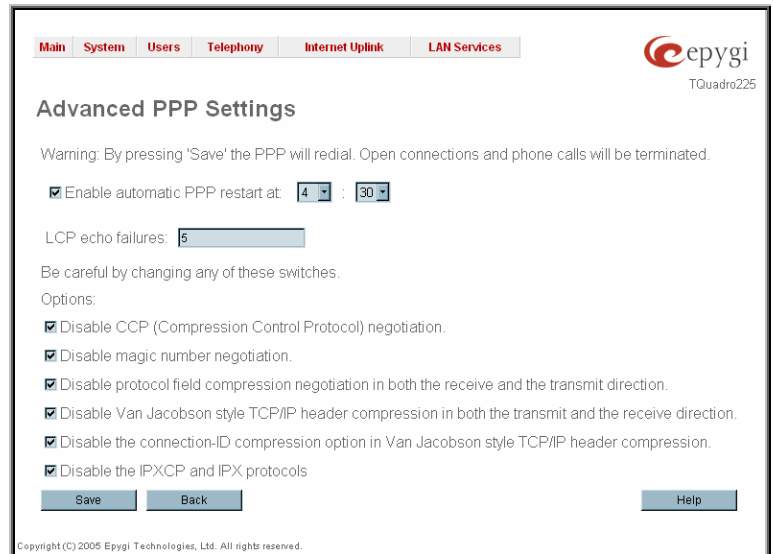 Main System Users Telephony Internet Uplink LAN Services
epygi
TQuadro225
Advanced PPP Settings
Warning: By pressing 'Save' the PPP will redial. Open connections and phone calls will be terminated.
Enable automatic PPP restart at: 4 : 30
LCP echo failures: 5
Be careful by changing any of these switches.
Options:
Disable CCP (Compression Control Protocol) negotiation.
Disable magic number negotiation.
Disable protocol field compression negotiation in both the receive and the transmit direction.
Disable Van Jacobson style TCP/IP header compression in both the transmit and the receive direction.
Disable the connection-ID compression option in Van Jacobson style TCP/IP header compression.
Disable the IPXCP and IPX protocols
Save Back Help
Copyright (C) 2005 Epygi Technologies, Ltd. All rights reserved.